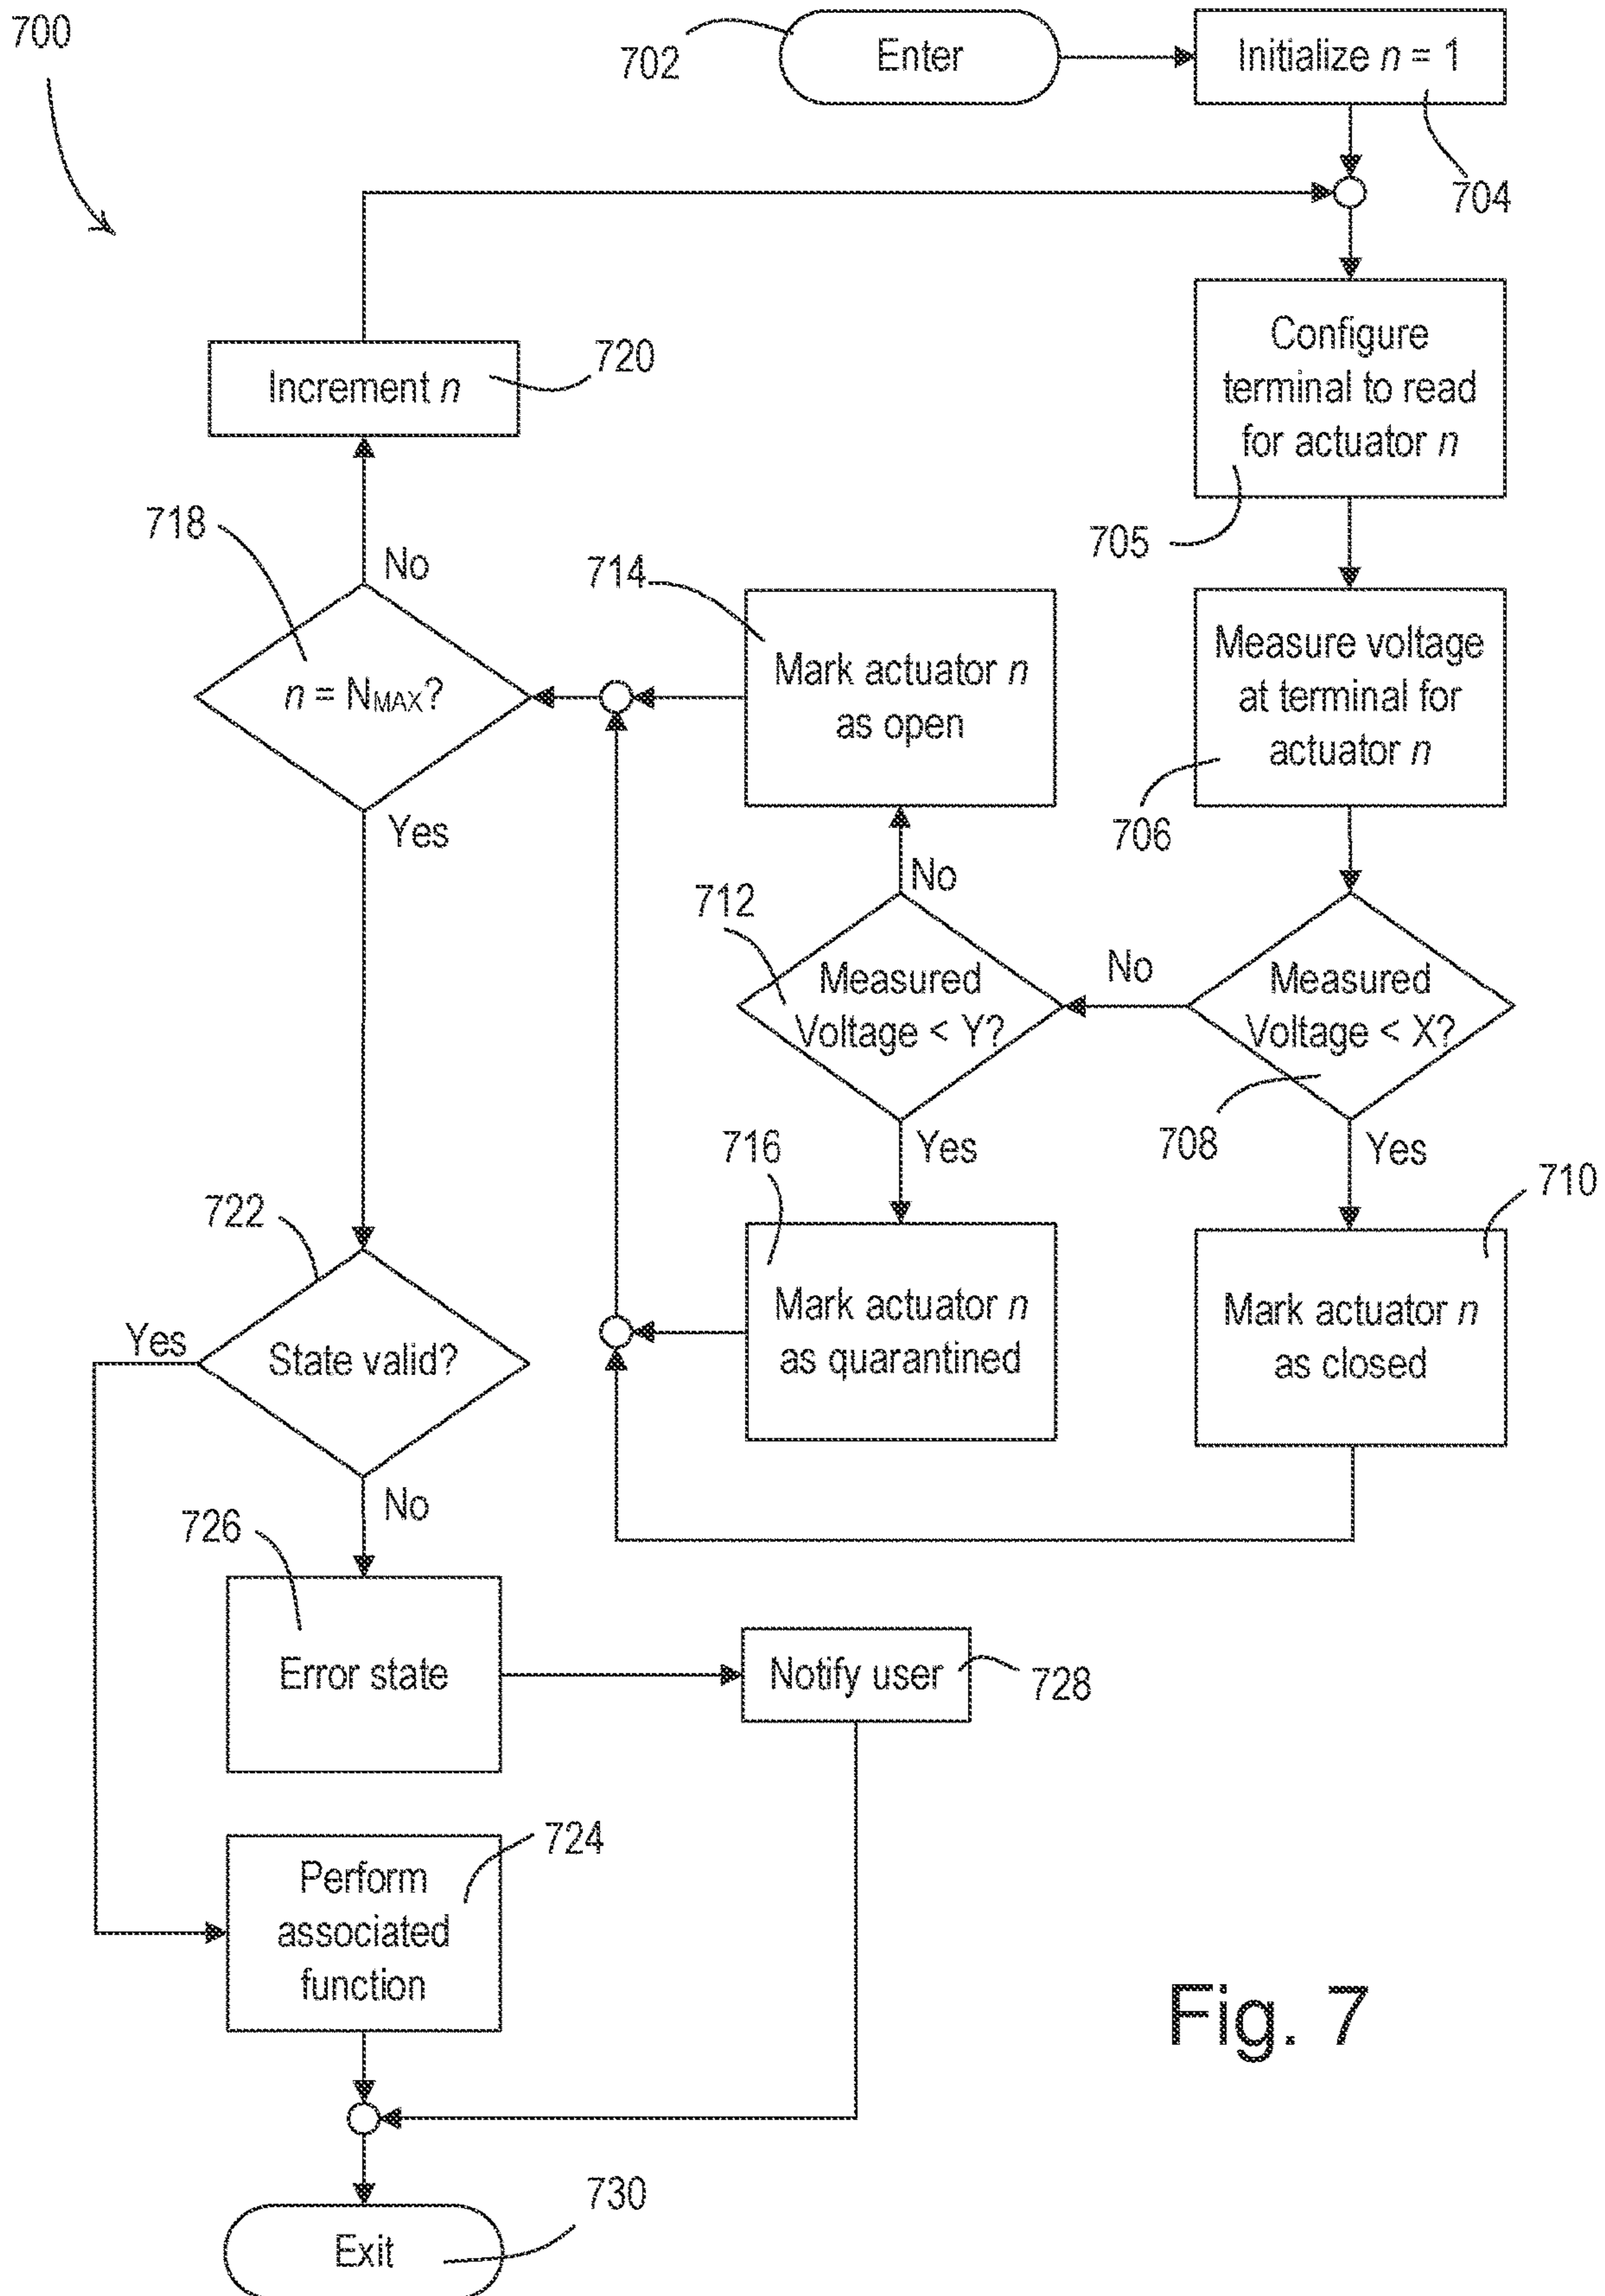 700
702
Enter
Initialize n = 1
704
Configure
terminal to read
for actuator n
705
Increment n
720
718
No
n = NMAX?
Yes
714
Mark actuator n
as open
Measure voltage
at terminal for
actuator n
706
No
712
Measured
Voltage < Y?
No
Measured
Voltage < X?
708
Yes
716
Yes
710
Mark actuator n
as quarantined
Mark actuator n
as closed
722
Yes
State valid?
No
726
Error state
Notify user
728
724
Perform
associated
function
Fig. 7
730
Exit